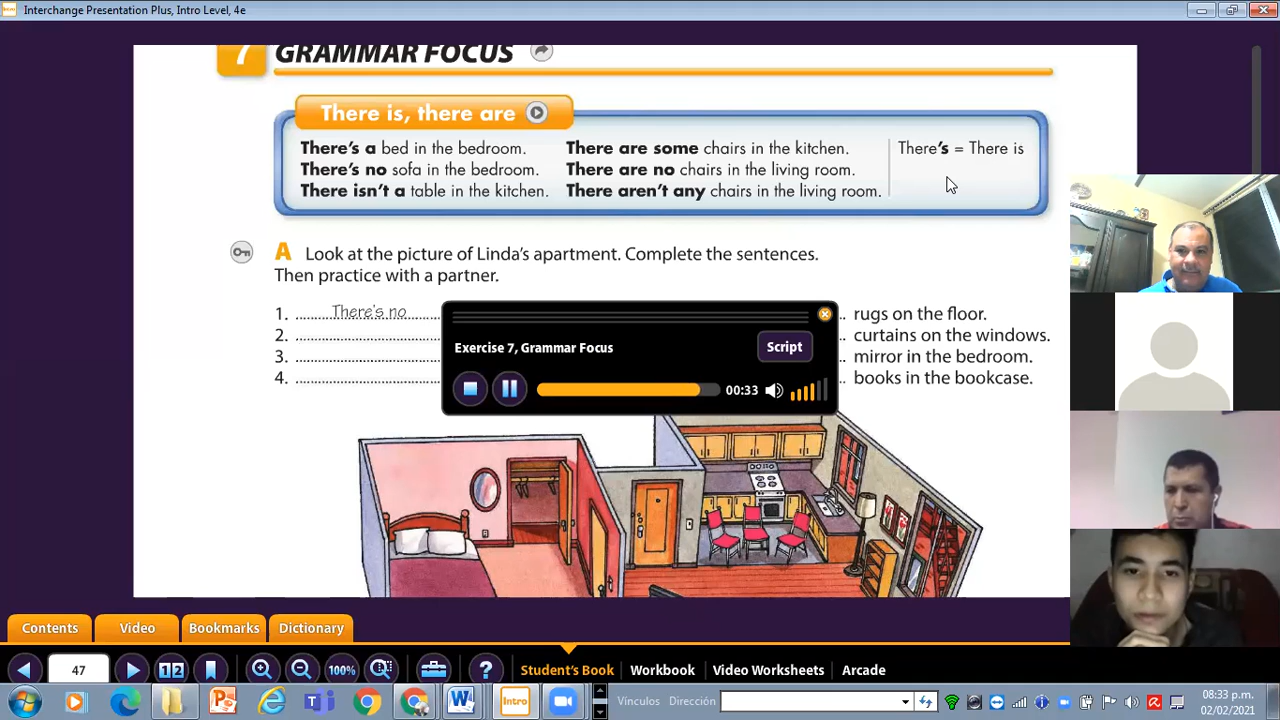 Interchange Presentation Plus, Intro Level, 4e
7 GRAMMAR FOCUS
There is, there are
There's a bed in the bedroom. There are some chairs in the kitchen. There's = There is
There's no sofa in the bedroom. There are no chairs in the living room.
There isn't a table in the kitchen. There aren't any chairs in the living room.
A Look at the picture of Linda's apartment. Complete the sentences.
Then practice with a partner.
1. There's no rugs on the floor.
2. curtains on the windows.
3. mirror in the bedroom.
4. books in the bookcase.
Exercise 7, Grammar Focus Script
00:33
Contents Video Bookmarks Dictionary
47 12 100% ? Student's Book Workbook Video Worksheets Arcade
Intro Vínculos Dirección 08:33 p.m.
02/02/2021